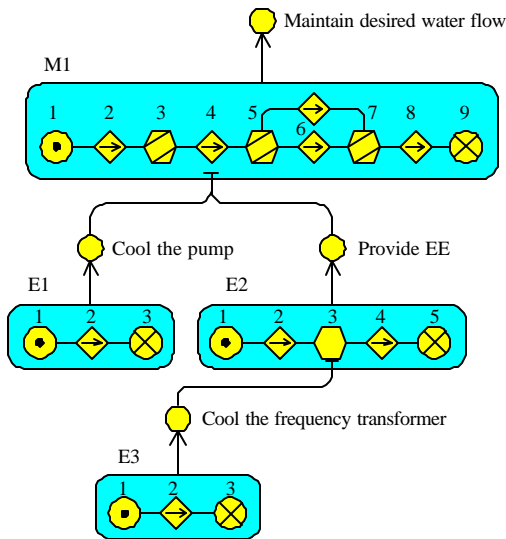 Maintain desired water flow
M1
1 2 3 4 5 6 7 8 9
Cool the pump
Provide EE
E1
E2
1 2 3
1 2 3 4 5
Cool the frequency transformer
E3
1 2 3